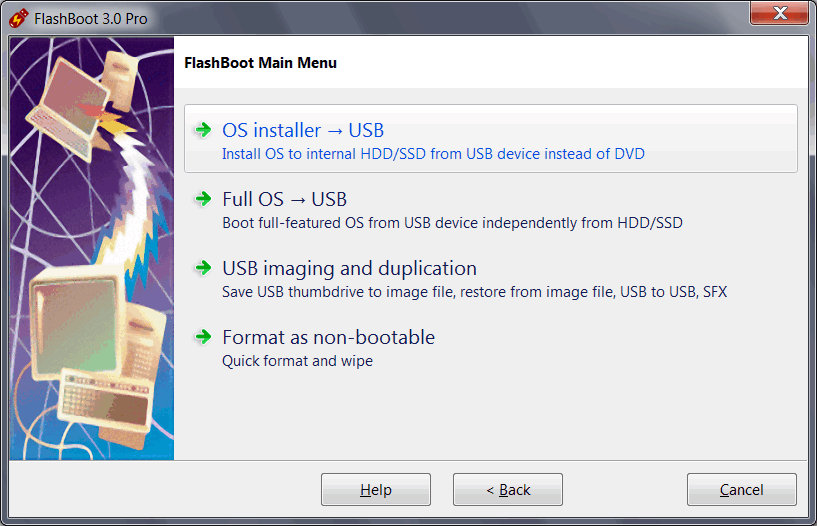 FlashBoot 3.0 Pro
FlashBoot Main Menu
OS installer → USB
Install OS to internal HDD/SSD from USB device instead of DVD
Full OS → USB
Boot full-featured OS from USB device independently from HDD/SSD
USB imaging and duplication
Save USB thumbdrive to image file, restore from image file, USB to USB, SFX
Format as non-bootable
Quick format and wipe
Help
< Back
Cancel